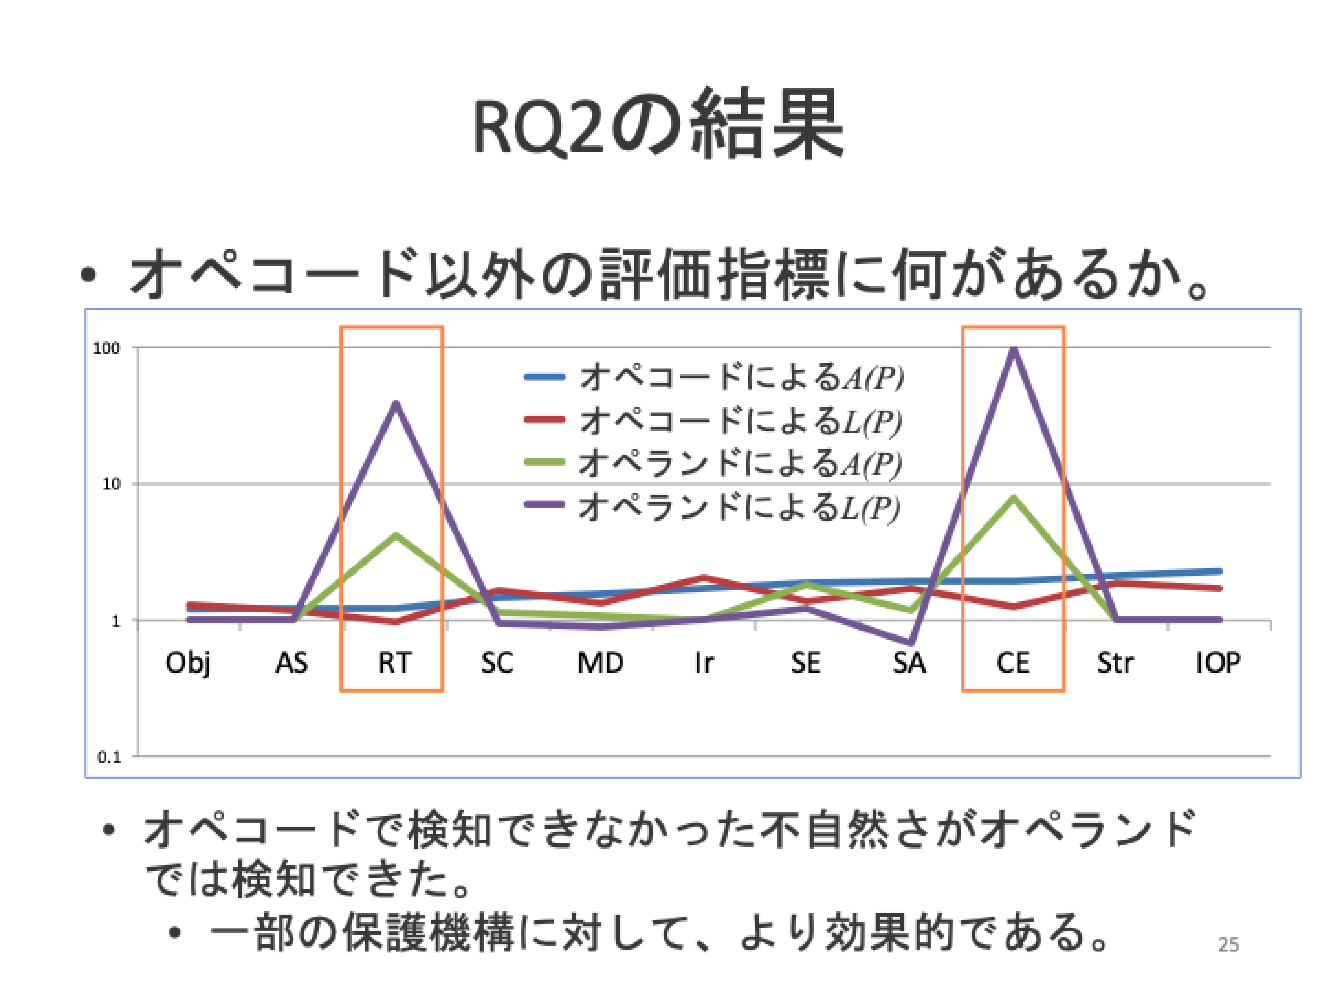 RQ2の結果
• オペコード以外の評価指標に何があるか。
100
オペコードによるA(P)
オペコードによるL(P)
オペランドによるA(P)
オペランドによるL(P)
10
1
Obj AS RT SC MD Ir SE SA CE Str IOP
0.1
• オペコードで検知できなかった不自然さがオペランド
では検知できた。
• 一部の保護機構に対して、より効果的である。
25